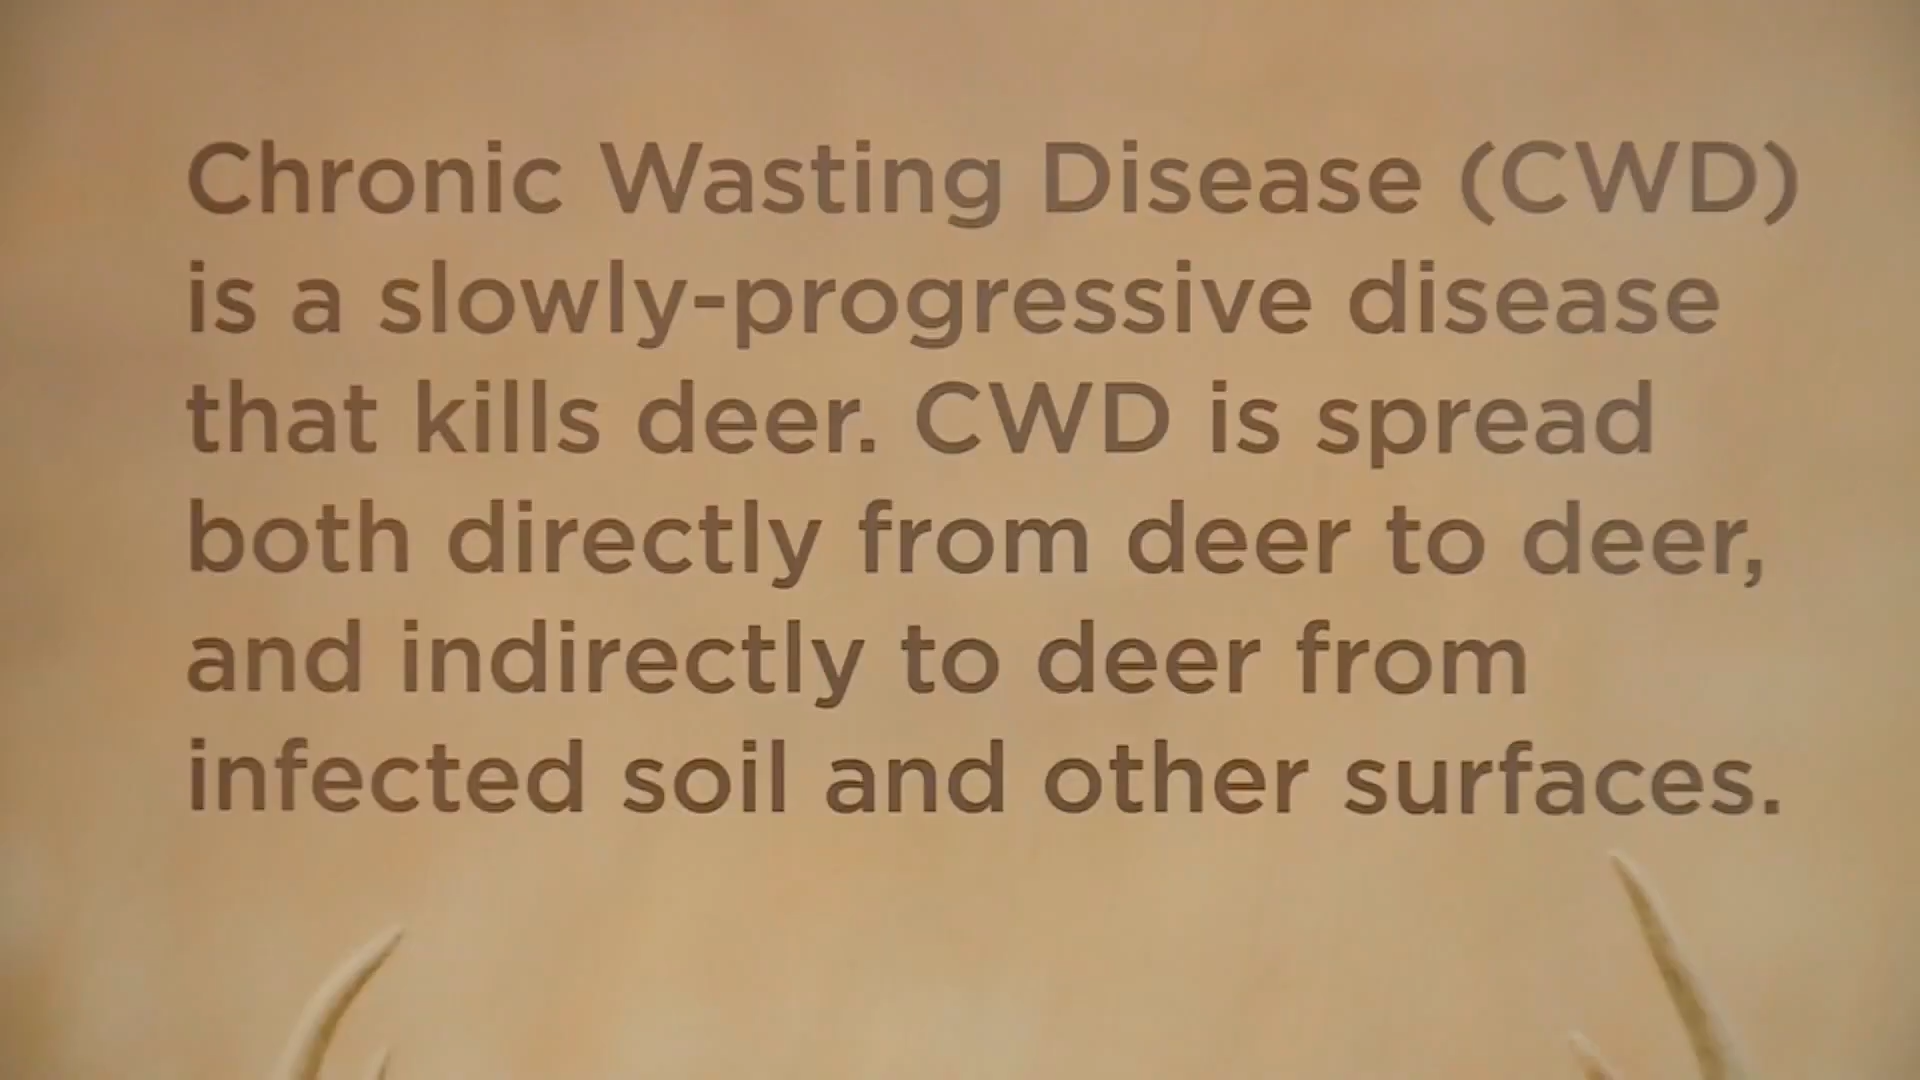 Chronic Wasting Disease (CWD)
is a slowly-progressive disease
that kills deer. CWD is spread
both directly from deer to deer,
and indirectly to deer from
infected soil and other surfaces.